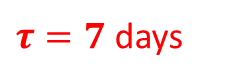 τ = 7 days